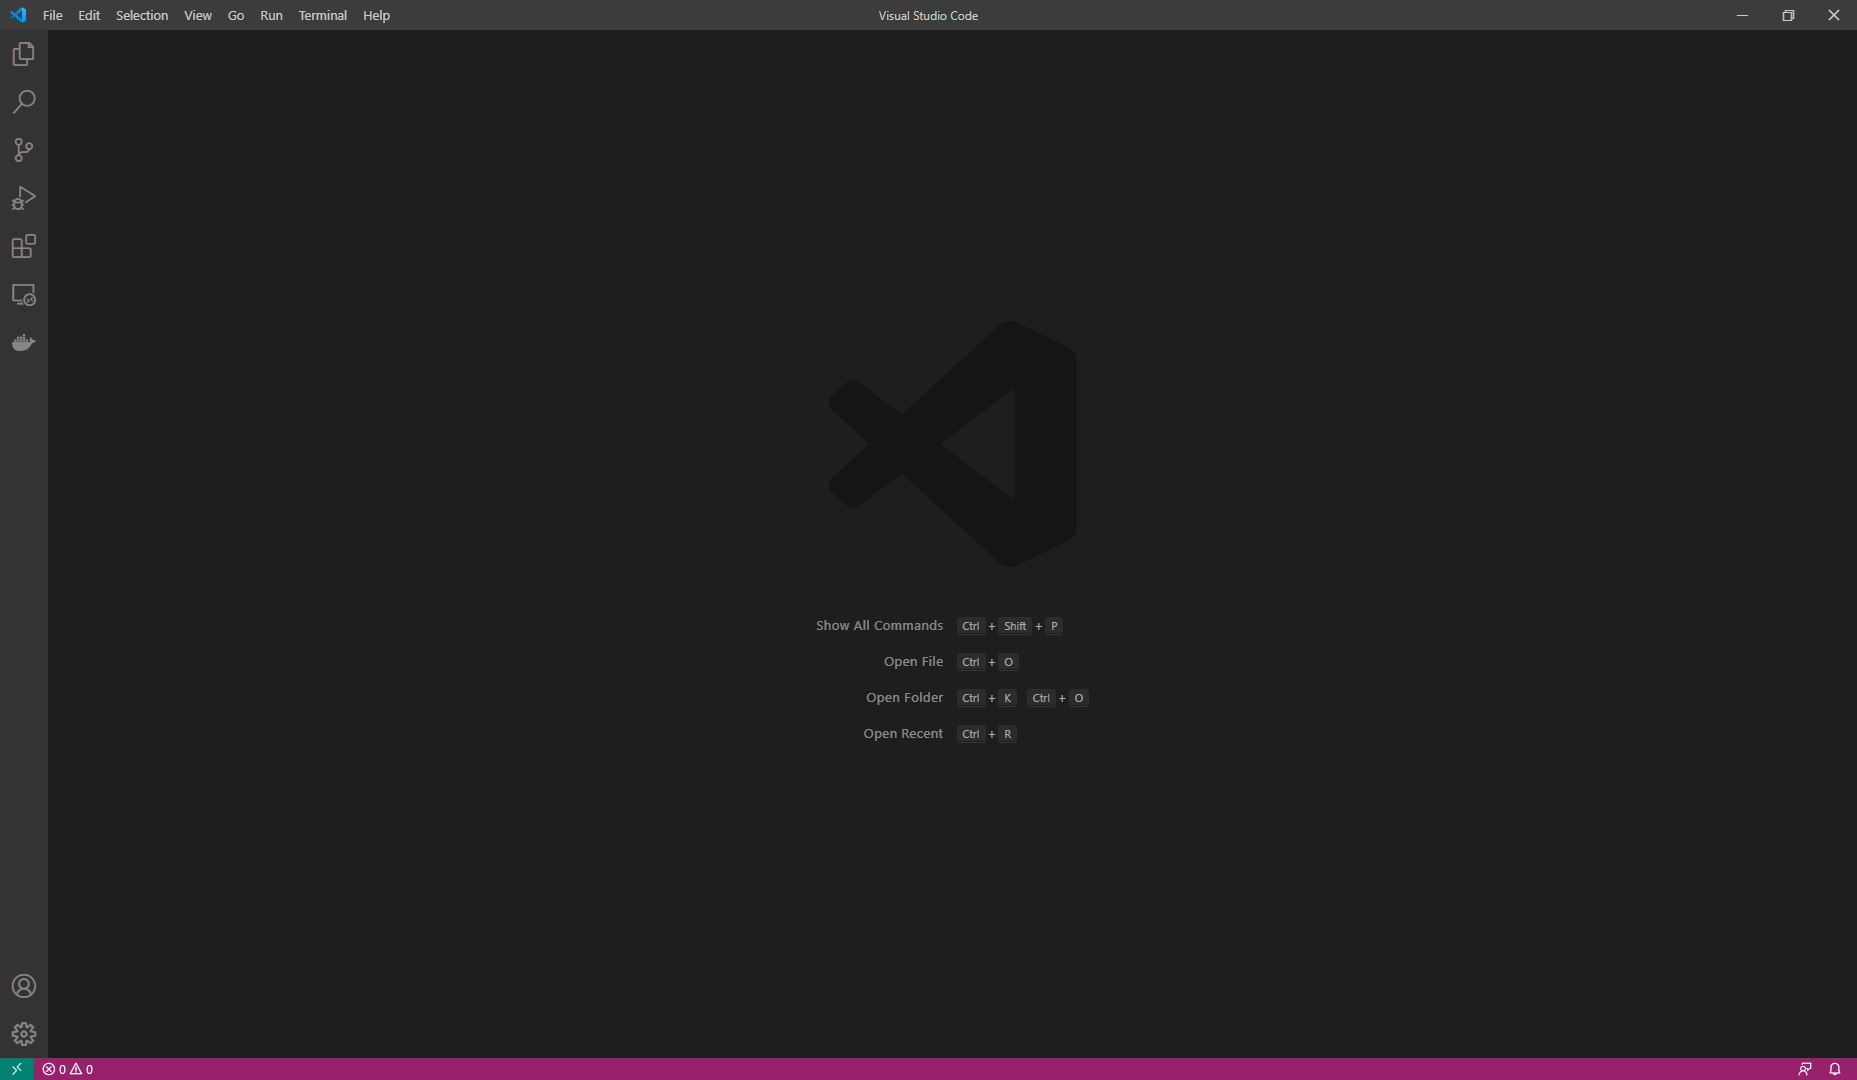 File Edit Selection View Go Run Terminal Help Visual Studio Code
Show All Commands Ctrl + Shift + P
Open File Ctrl + O
Open Folder Ctrl + K Ctrl + O
Open Recent Ctrl + R
0 0